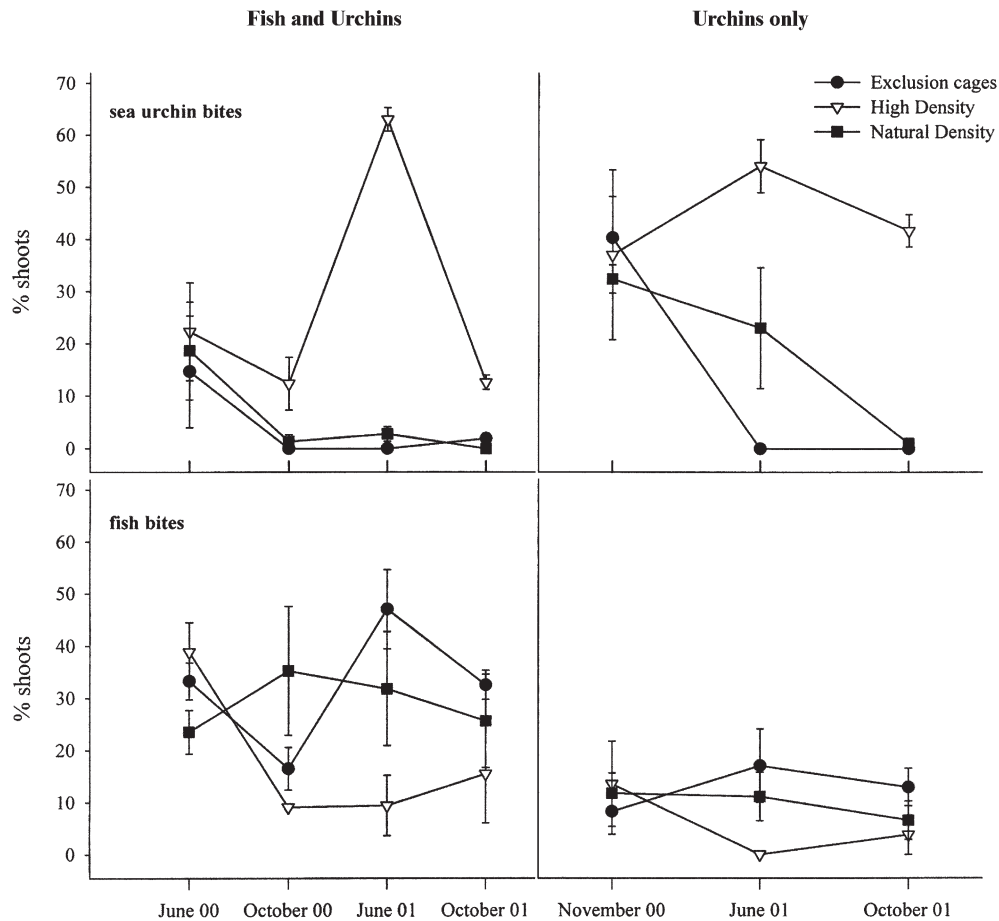 Fish and Urchins
Urchins only
70
60
50
40
30
20
10
0
% shoots
sea urchin bites
Exclusion cages
High Density
Natural Density
70
60
50
40
30
20
10
0
% shoots
fish bites
June 00
October 00
June 01
October 01
November 00
June 01
October 01